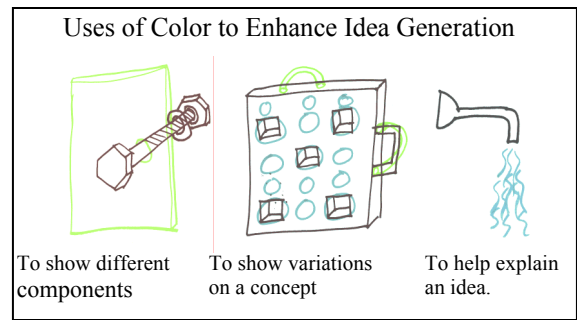 Uses of Color to Enhance Idea Generation
To show different
components
To show variations
on a concept
To help explain
an idea.